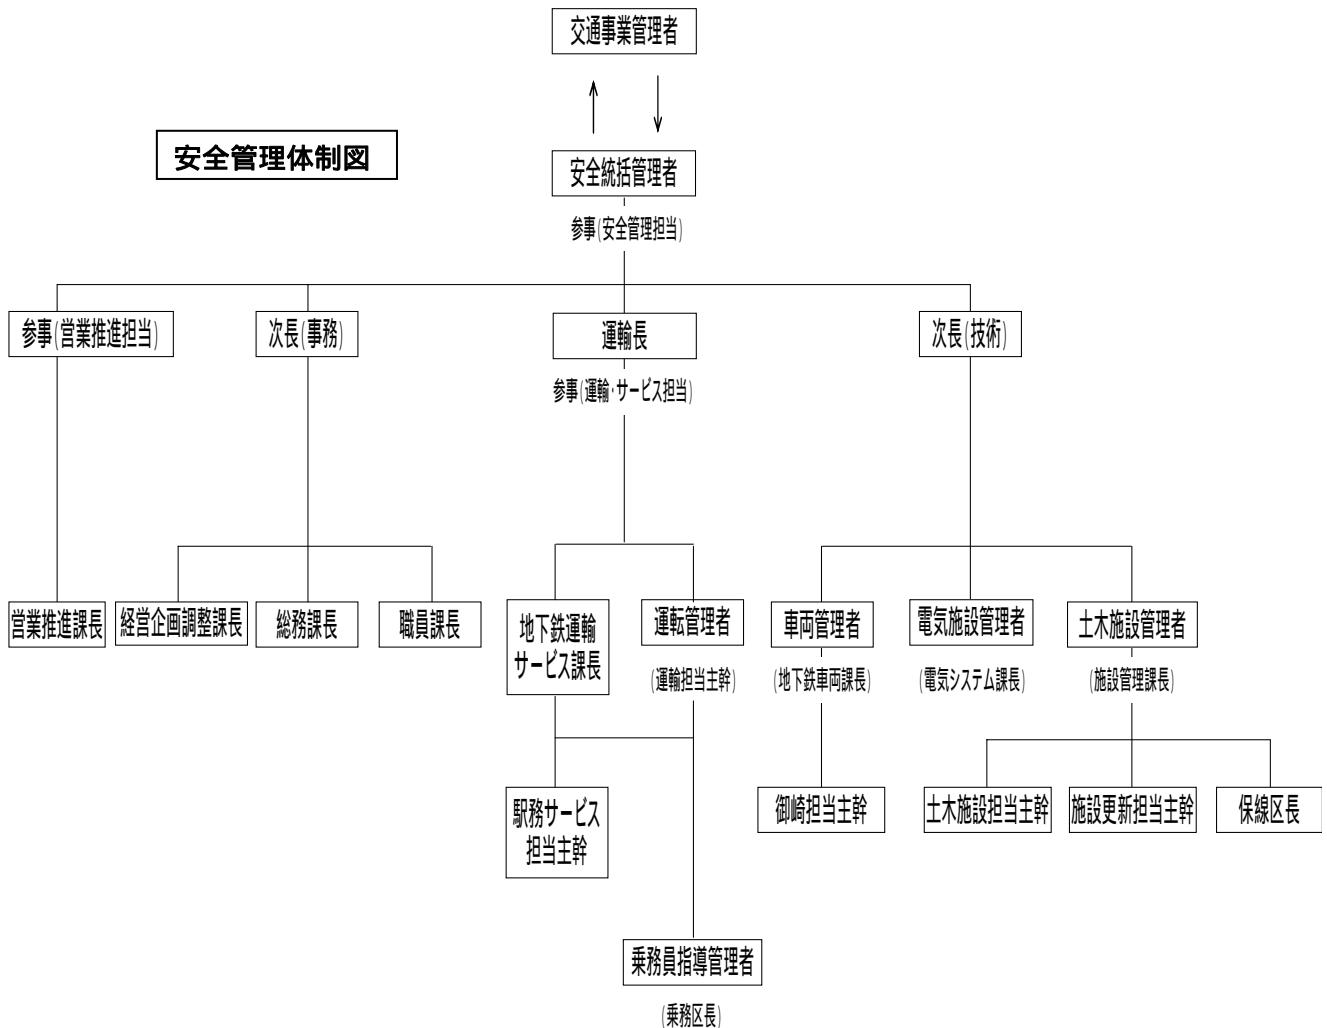 交通事業管理者
安全管理体制図
安全統括管理者
参事(安全管理担当)
参事(営業推進担当)
次長(事務)
運輸長
次長(技術)
参事(運輸・サービス担当)
営業推進課長
経営企画調整課長
総務課長
職員課長
地下鉄運輸
サービス課長
運転管理者
(運輸担当主幹)
車両管理者
(地下鉄車両課長)
電気施設管理者
(電気システム課長)
土木施設管理者
(施設管理課長)
駅務サービス
担当主幹
御崎担当主幹
土木施設担当主幹
施設更新担当主幹
保線区長
乗務員指導管理者
(乗務区長)